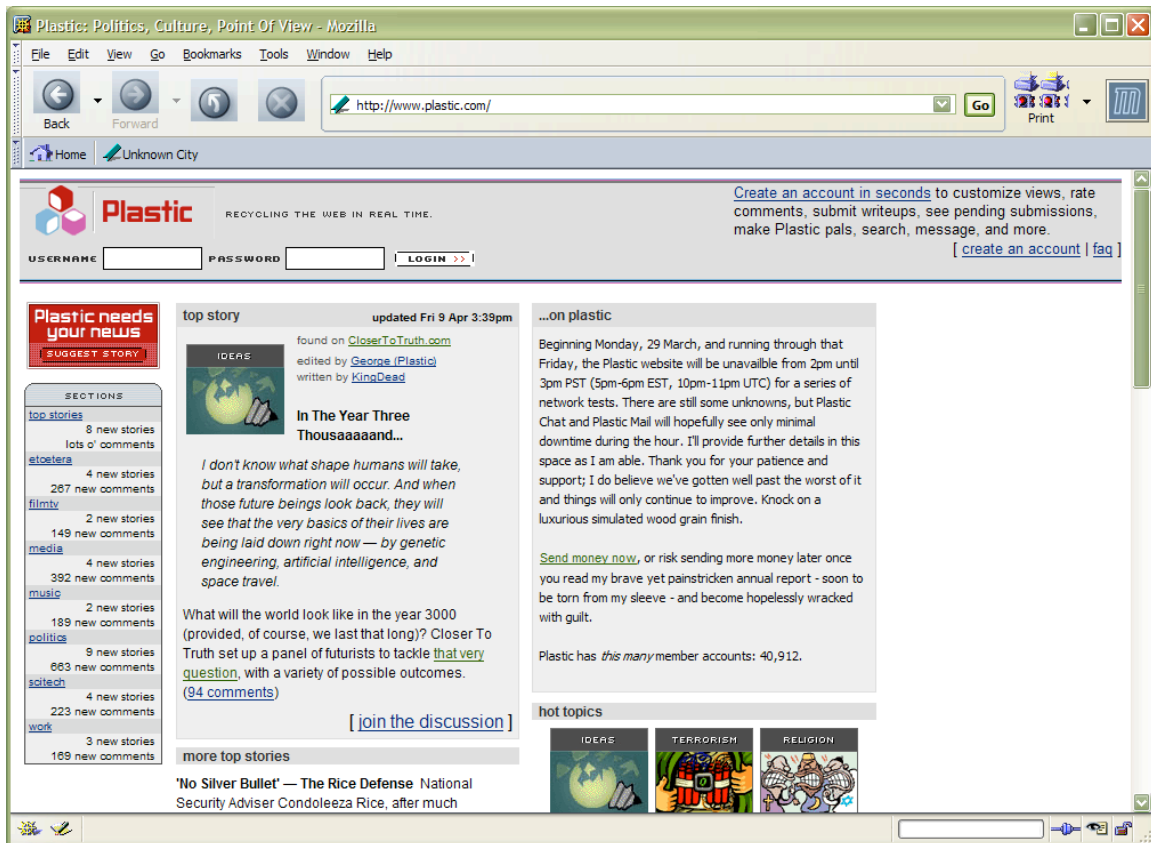 Plastic: Politics, Culture, Point Of View - Mozilla
File Edit View Go Bookmarks Tools Window Help
Back Forward http://www.plastic.com/ Go Print
Home Unknown City
Plastic RECYCLING THE WEB IN REAL TIME.
Create an account in seconds to customize views, rate
comments, submit writeups, see pending submissions,
make Plastic pals, search, message, and more.
[ create an account | faq ]
USERNAME PASSWORD LOGIN >>
Plastic needs
your news
SUGGEST STORY
SECTIONS
top stories
8 new stories
lots o' comments
etcetera
4 new stories
267 new comments
filmtv
2 new stories
149 new comments
media
4 new stories
392 new comments
music
2 new stories
189 new comments
politics
9 new stories
663 new comments
scitech
4 new stories
223 new comments
work
3 new stories
169 new comments
top story updated Fri 9 Apr 3:39pm
IDEAS
found on CloserToTruth.com
edited by George (Plastic)
written by KingDead
In The Year Three
Thousaaaaand...
I don't know what shape humans will take,
but a transformation will occur. And when
those future beings look back, they will
see that the very basics of their lives are
being laid down right now — by genetic
engineering, artificial intelligence, and
space travel.
What will the world look like in the year 3000
(provided, of course, we last that long)? Closer To
Truth set up a panel of futurists to tackle that very
question, with a variety of possible outcomes.
(94 comments)
[ join the discussion ]
more top stories
'No Silver Bullet' — The Rice Defense National
Security Adviser Condoleeza Rice, after much
...on plastic
Beginning Monday, 29 March, and running through that
Friday, the Plastic website will be unavailble from 2pm until
3pm PST (5pm-6pm EST, 10pm-11pm UTC) for a series of
network tests. There are still some unknowns, but Plastic
Chat and Plastic Mail will hopefully see only minimal
downtime during the hour. I'll provide further details in this
space as I am able. Thank you for your patience and
support; I do believe we've gotten well past the worst of it
and things will only continue to improve. Knock on a
luxurious simulated wood grain finish.
Send money now, or risk sending more money later once
you read my brave yet painstricken annual report - soon to
be torn from my sleeve - and become hopelessly wracked
with guilt.
Plastic has this many member accounts: 40,912.
hot topics
IDEAS TERRORISM RELIGION